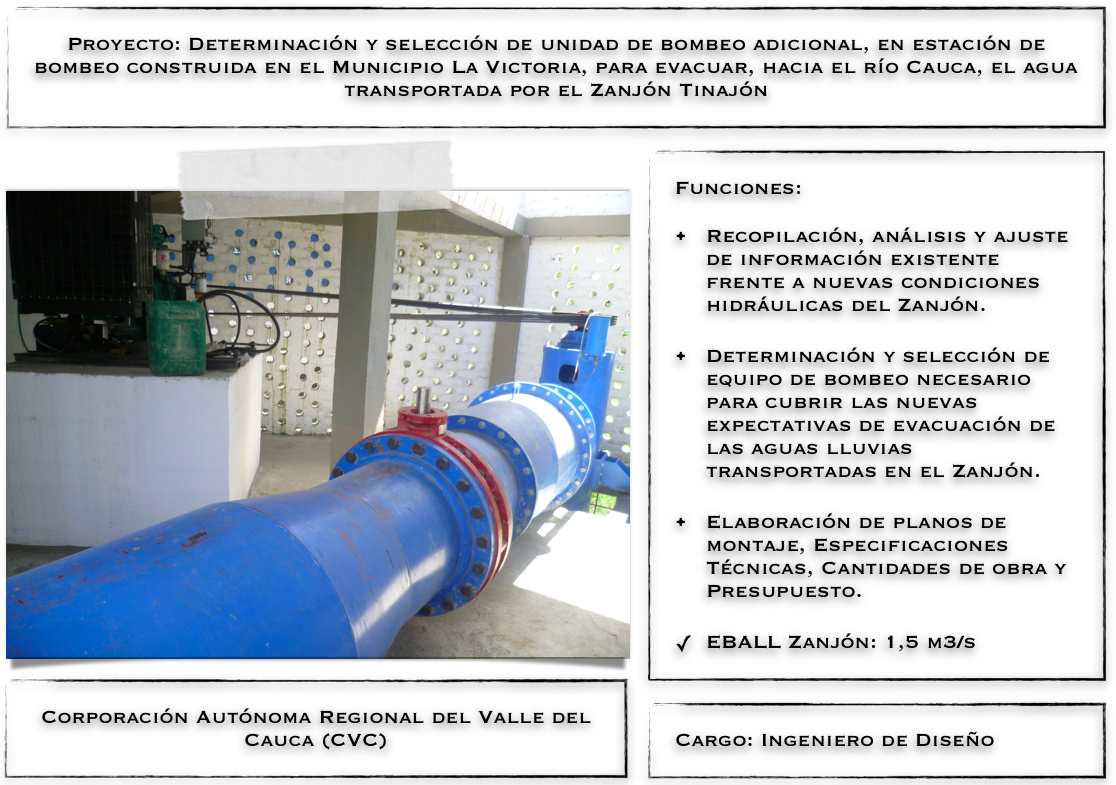 Proyecto: Determinación y selección de unidad de bombeo adicional, en estación de
bombeo construida en el Municipio La Victoria, para evacuar, hacia el río Cauca, el agua
transportada por el Zanjón Tinajón
Funciones:
+ Recopilación, análisis y ajuste
de información existente
frente a nuevas condiciones
hidráulicas del Zanjón.
+ Determinación y selección de
equipo de bombeo necesario
para cubrir las nuevas
expectativas de evacuación de
las aguas lluvias
transportadas en el Zanjón.
+ Elaboración de planos de
montaje, Especificaciones
Técnicas, Cantidades de obra y
Presupuesto.
✓ EBALL Zanjón: 1,5 m3/s
Corporación Autónoma Regional del Valle del
Cauca (CVC)
Cargo: Ingeniero de Diseño